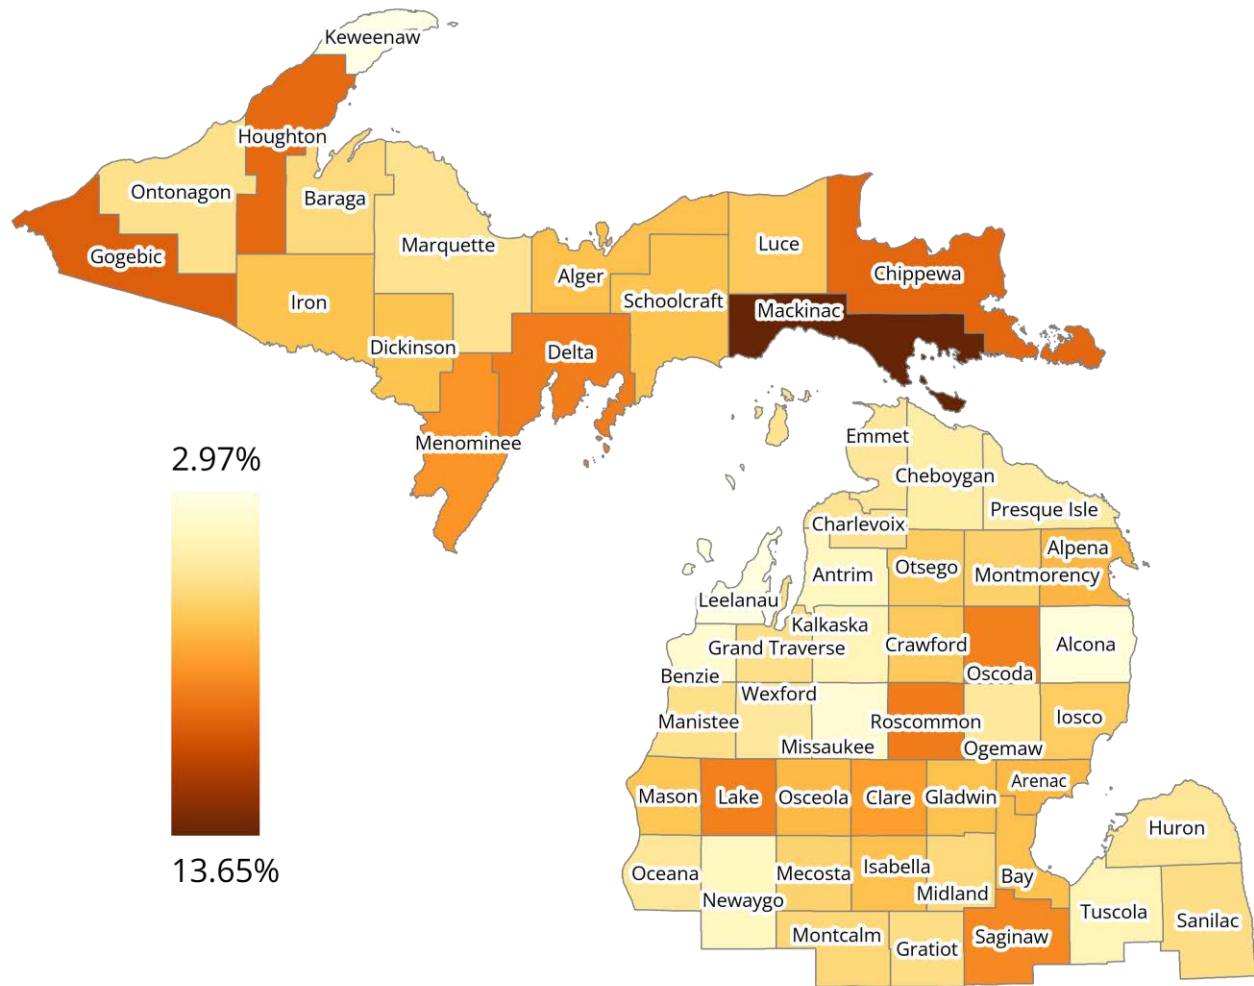 Keweenaw
Houghton
Ontonagon
Baraga
Gogebic
Marquette
Luce
Chippewa
Alger
Iron
Schoolcraft
Mackinac
Dickinson
Delta
Menominee
2.97%
13.65%
Emmet
Cheboygan
Presque Isle
Charlevoix
Alpena
Antrim
Otsego
Montmorency
Leelanau
Kalkaska
Grand Traverse
Crawford
Alcona
Benzie
Oscoda
Wexford
Manistee
Roscommon
Iosco
Missaukee
Ogemaw
Arenac
Mason
Lake
Osceola
Clare
Gladwin
Huron
Oceana
Mecosta
Isabella
Bay
Midland
Newaygo
Tuscola
Sanilac
Montcalm
Saginaw
Gratiot